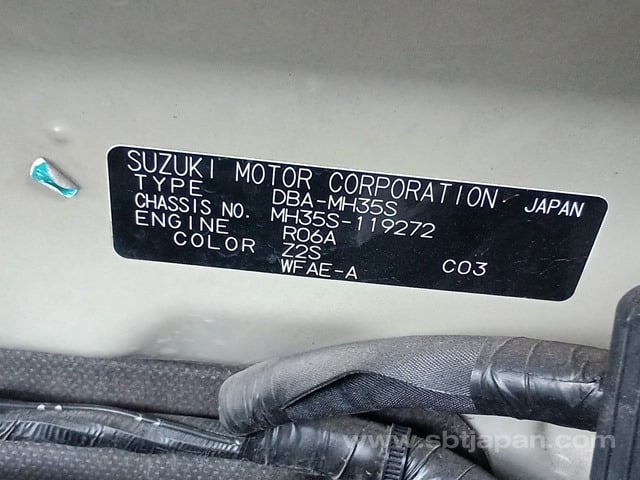 SUZUKI MOTOR CORPORATION JAPAN
TYPE DBA-MH35S
CHASSIS NO. MH35S-119272
ENGINE R06A
COLOR Z2S
WFAE-A C03
www.sbtjapan.com